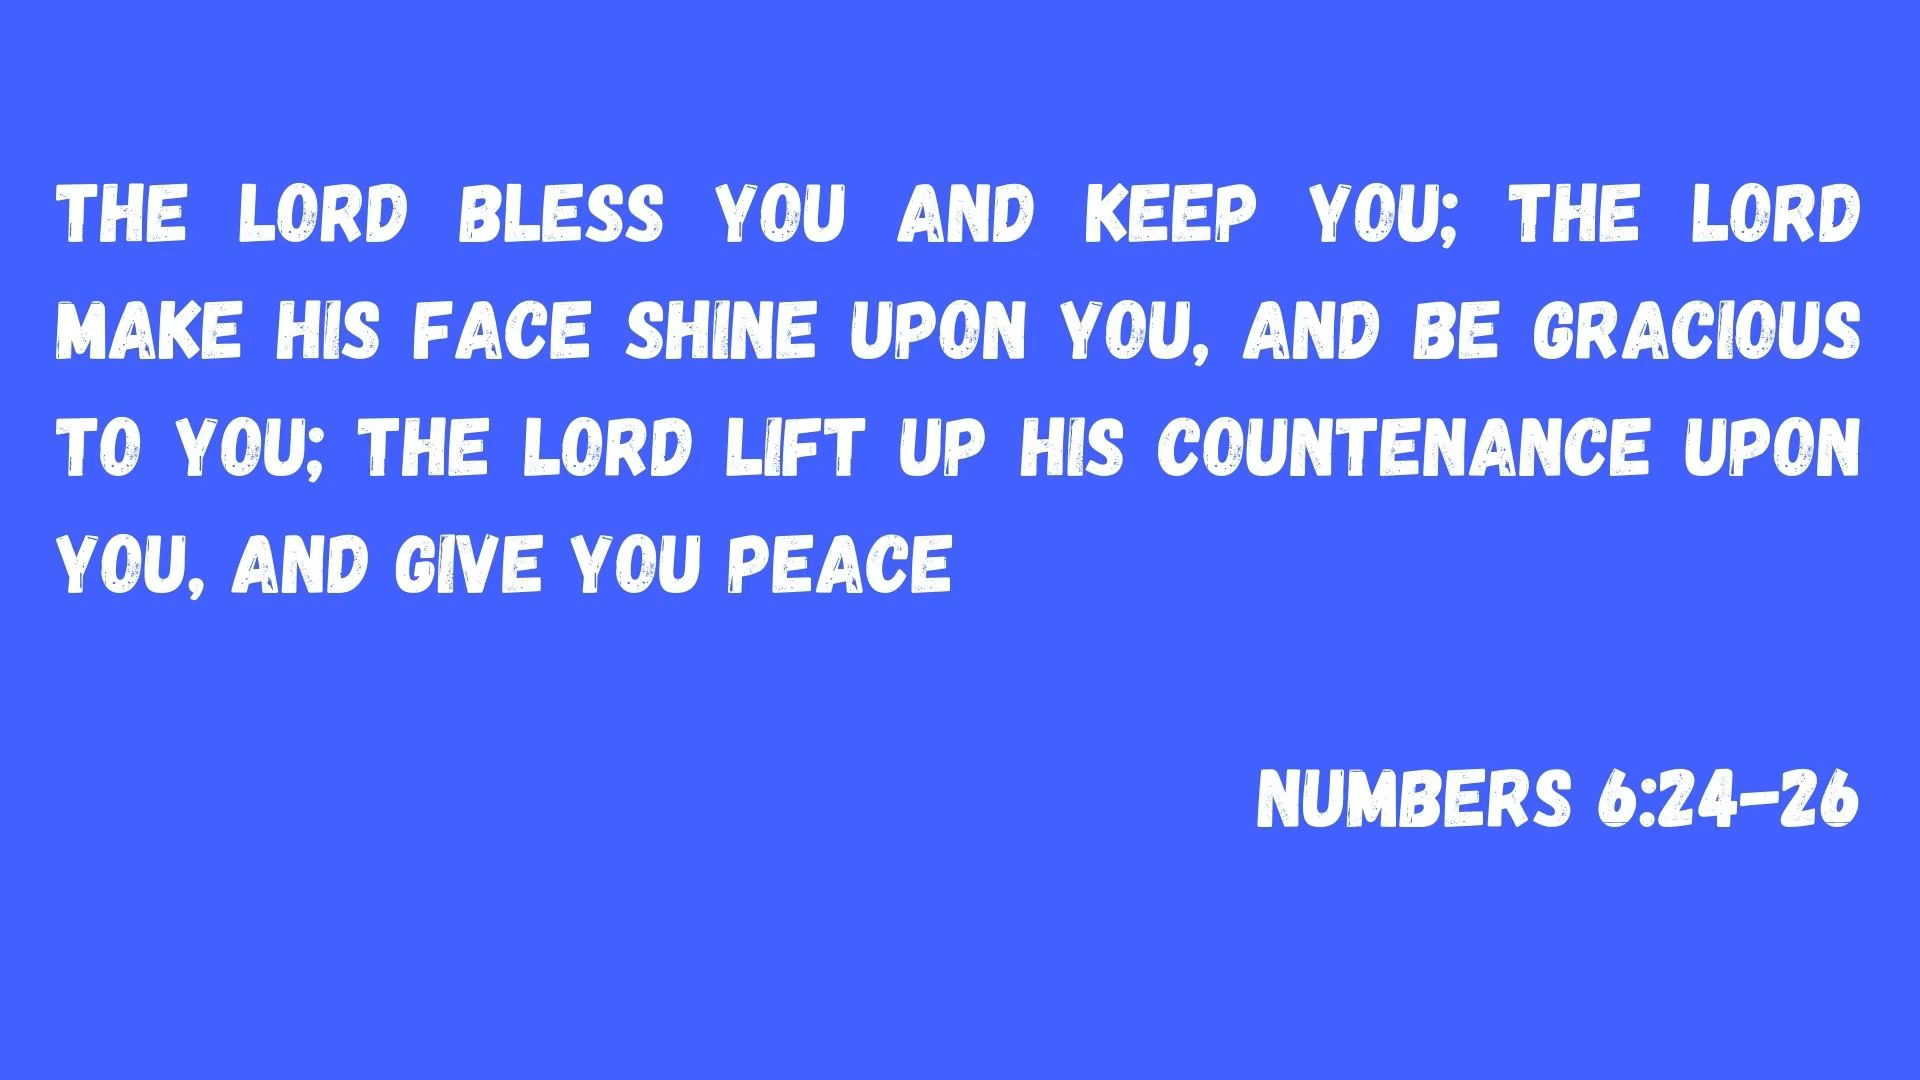 THE LORD BLESS YOU AND KEEP YOU; THE LORD
MAKE HIS FACE SHINE UPON YOU, AND BE GRACIOUS
TO YOU; THE LORD LIFT UP HIS COUNTENANCE UPON
YOU, AND GIVE YOU PEACE
NUMBERS 6:24–26